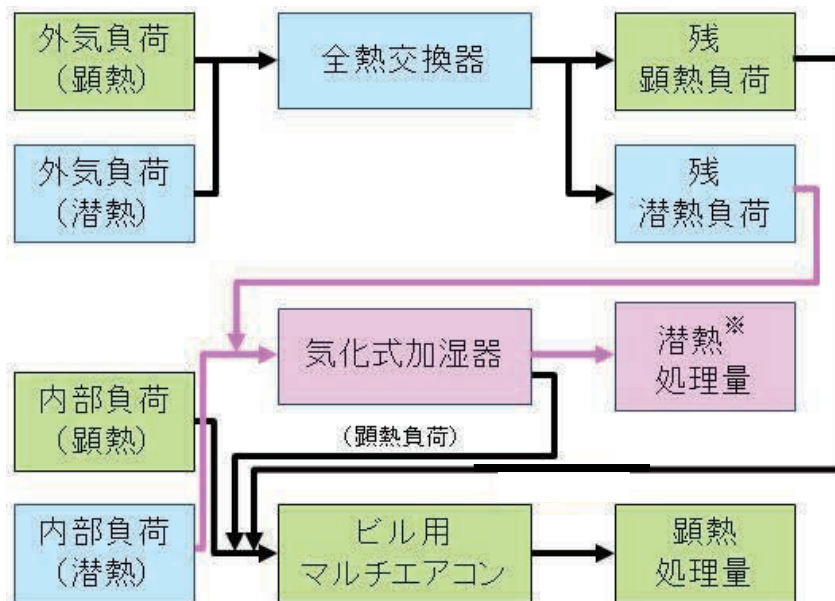 外気負荷
(顕熱)
全熱交換器
残
顕熱負荷
外気負荷
(潜熱)
残
潜熱負荷
気化式加湿器
潜熱※
処理量
内部負荷
(顕熱)
(顕熱負荷)
内部負荷
(潜熱)
ビル用
マルチエアコン
顕熱
処理量